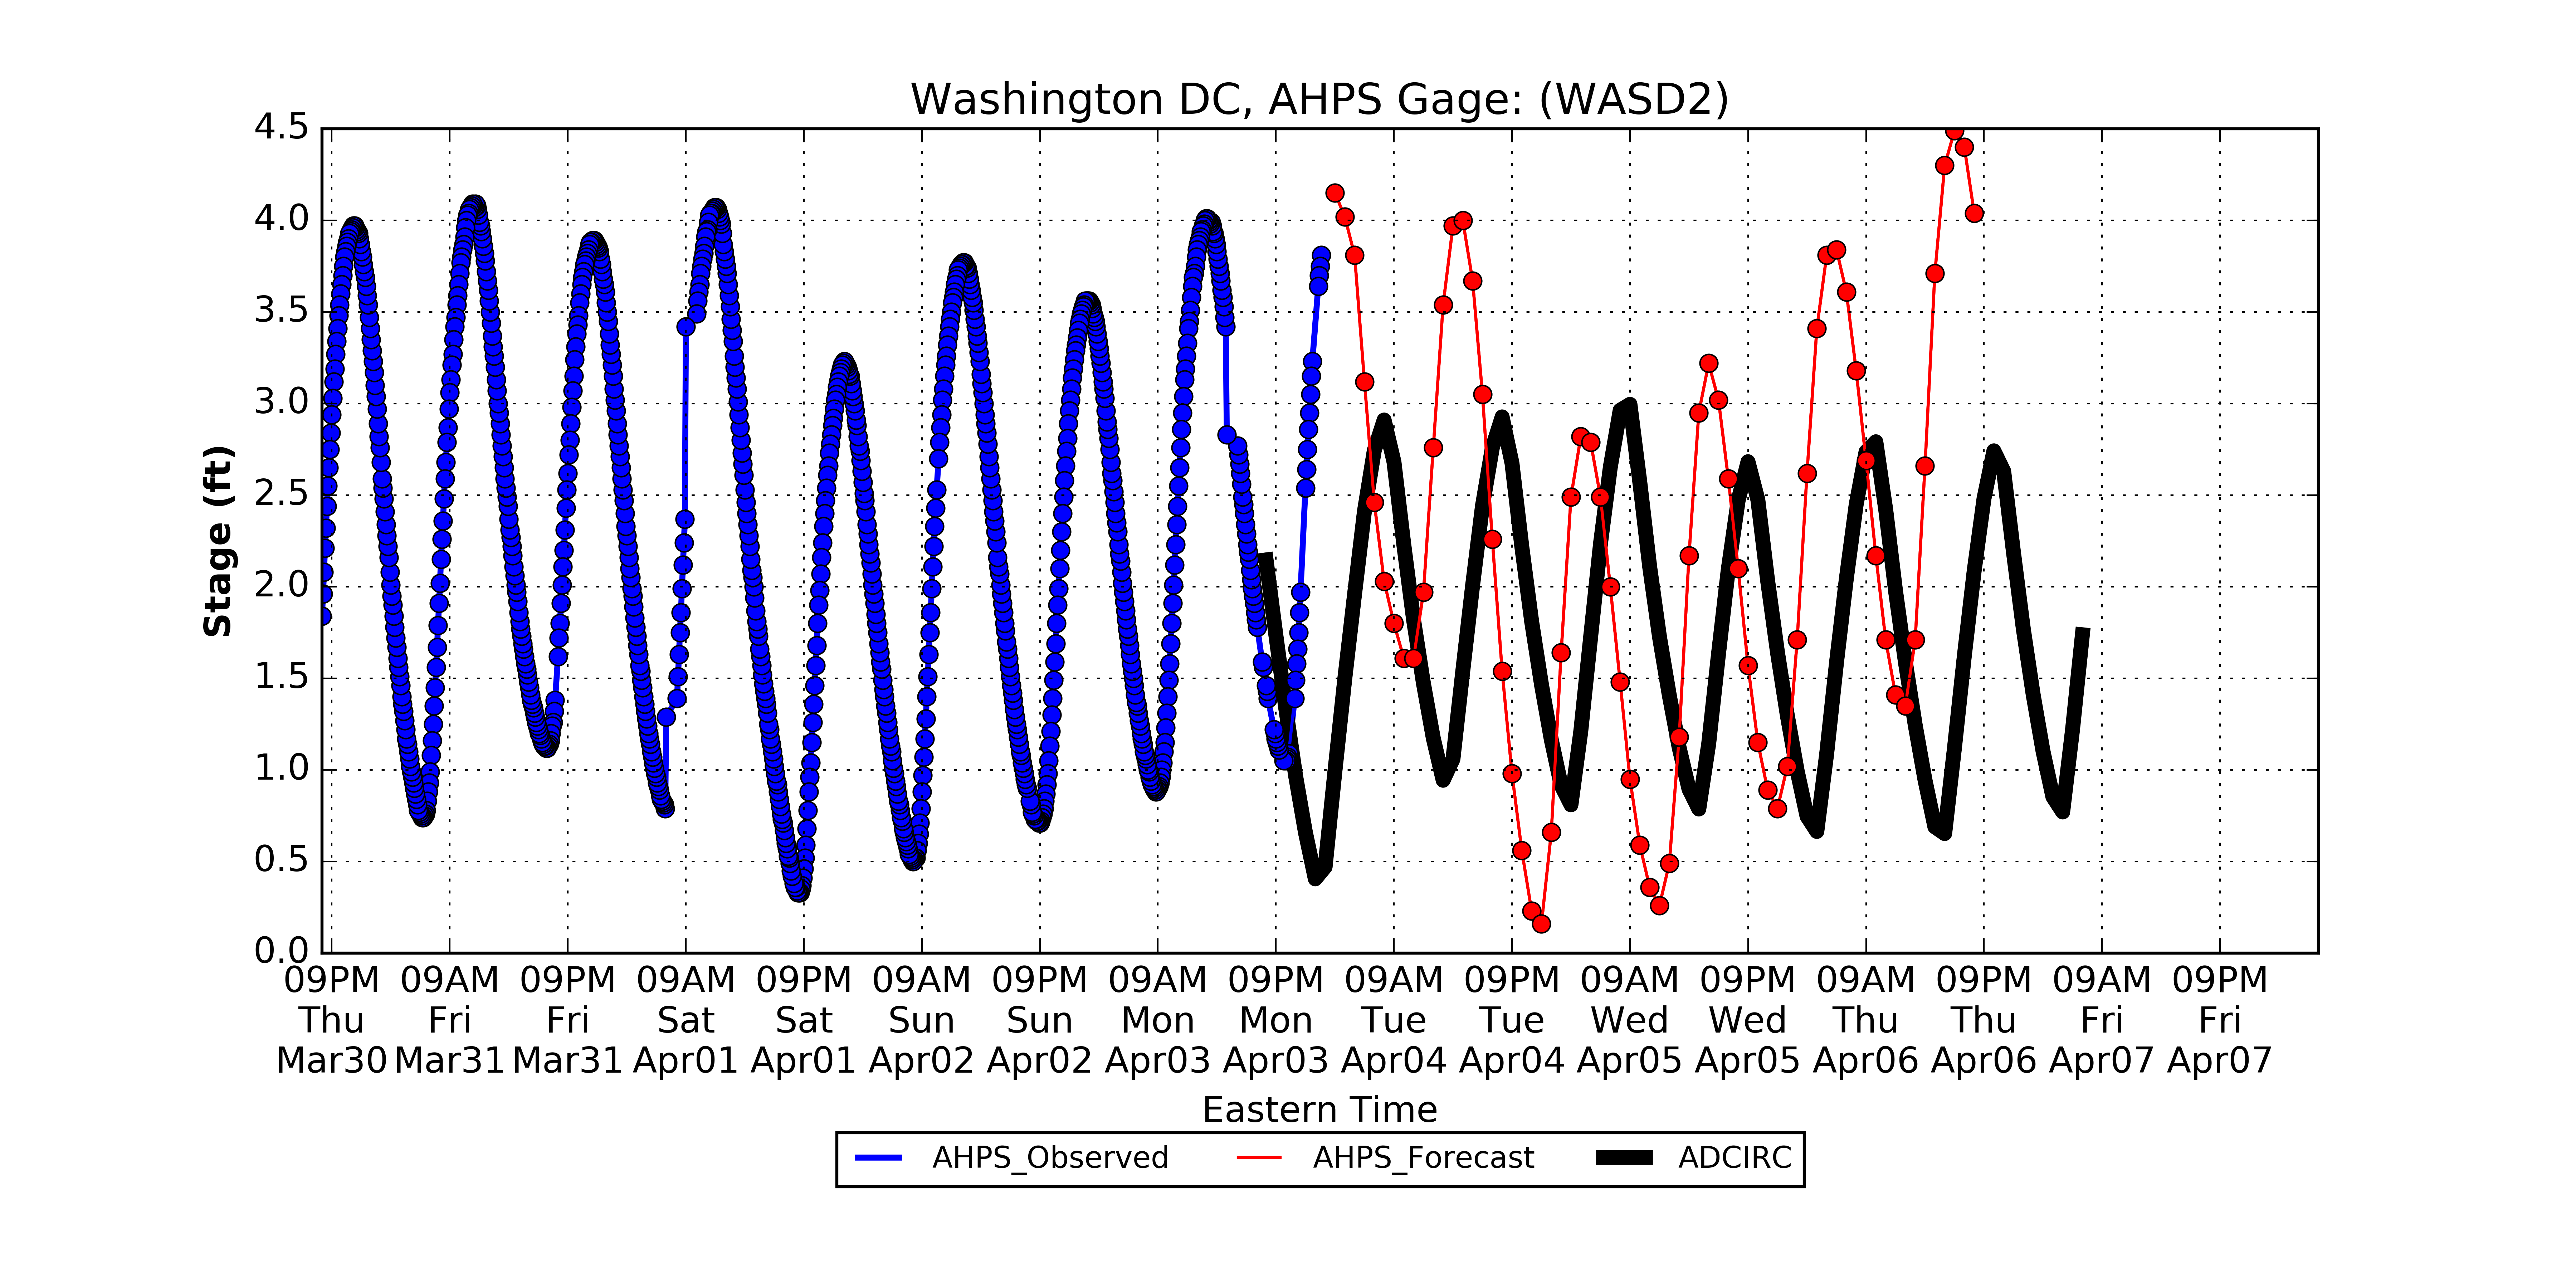 Washington DC, AHPS Gage: (WASD2)
4.5
4.0
3.5
3.0
2.5
2.0
1.5
1.0
0.5
0.0
Stage (ft)
09PM 09AM 09PM 09AM 09PM 09AM 09PM 09AM 09PM 09AM 09PM 09AM 09PM 09AM 09PM 09AM 09PM
Thu Fri Fri Sat Sat Sun Sun Mon Mon Tue Tue Wed Wed Thu Thu Fri Fri
Mar30 Mar31 Mar31 Apr01 Apr01 Apr02 Apr02 Apr03 Apr03 Apr04 Apr04 Apr05 Apr05 Apr06 Apr06 Apr07 Apr07
Eastern Time
AHPS_Observed AHPS_Forecast ADCIRC